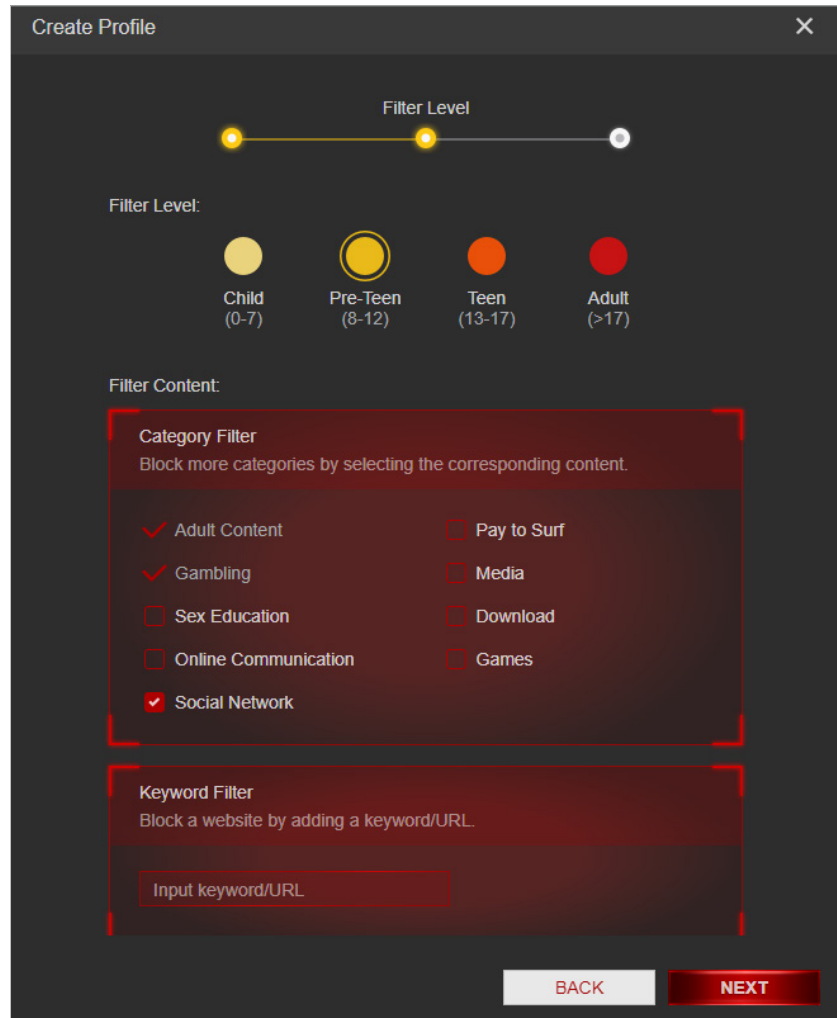 Create Profile
Filter Level
Filter Level:
Child
(0-7)
Pre-Teen
(8-12)
Teen
(13-17)
Adult
(>17)
Filter Content:
Category Filter
Block more categories by selecting the corresponding content.
Adult Content
Pay to Surf
Gambling
Media
Sex Education
Download
Online Communication
Games
Social Network
Keyword Filter
Block a website by adding a keyword/URL.
Input keyword/URL
BACK
NEXT